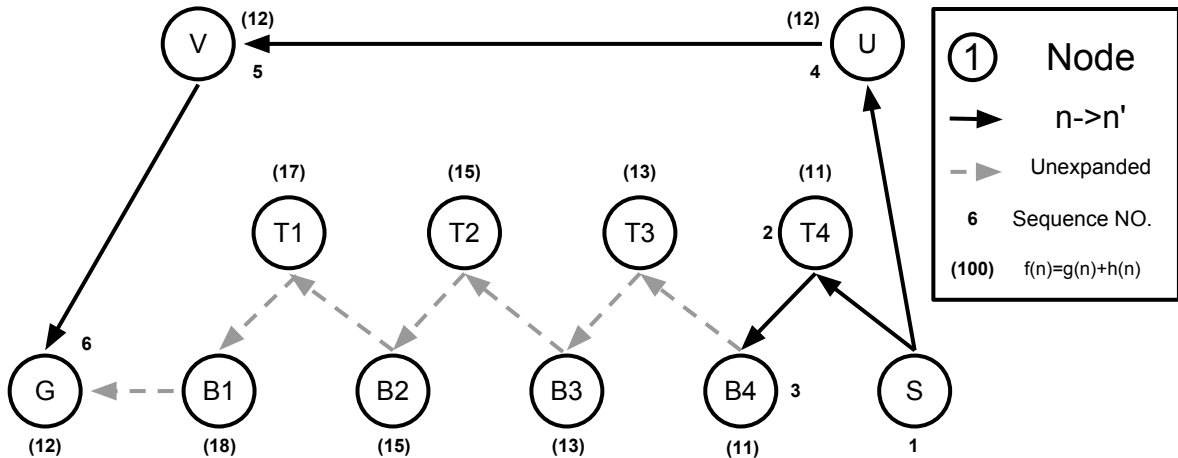 (12)
(12)
V
U
5
4
1 Node
n->n'
Unexpanded
6 Sequence NO.
(100) f(n)=g(n)+h(n)
(17)
(15)
(13)
(11)
T1
T2
T3
2
T4
6
G
B1
B2
B3
B4
3
S
(12)
(18)
(15)
(13)
(11)
1